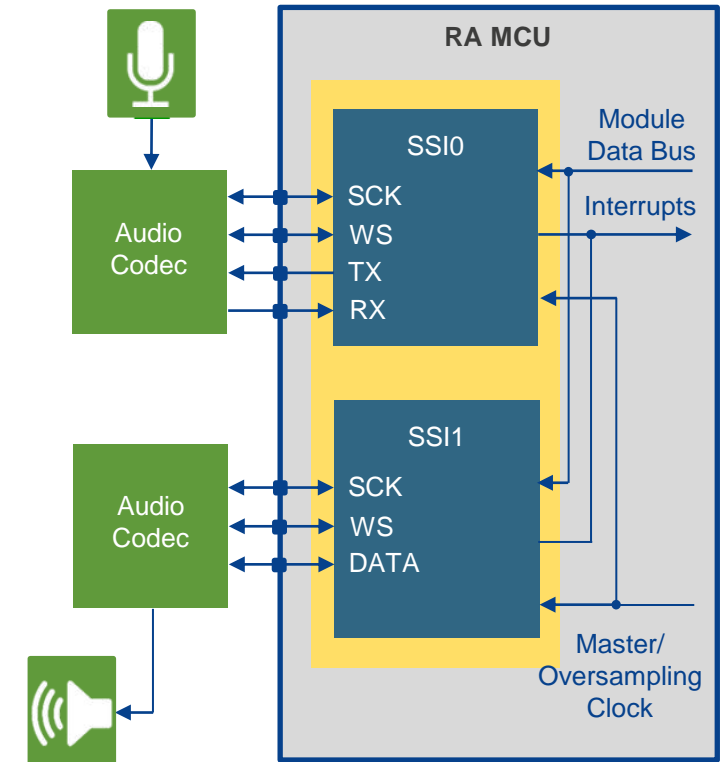 RA MCU
SSI0
SCK
WS
TX
RX
Audio
Codec
Module
Data Bus
Interrupts
SSI1
SCK
WS
DATA
Audio
Codec
Master/
Oversampling
Clock